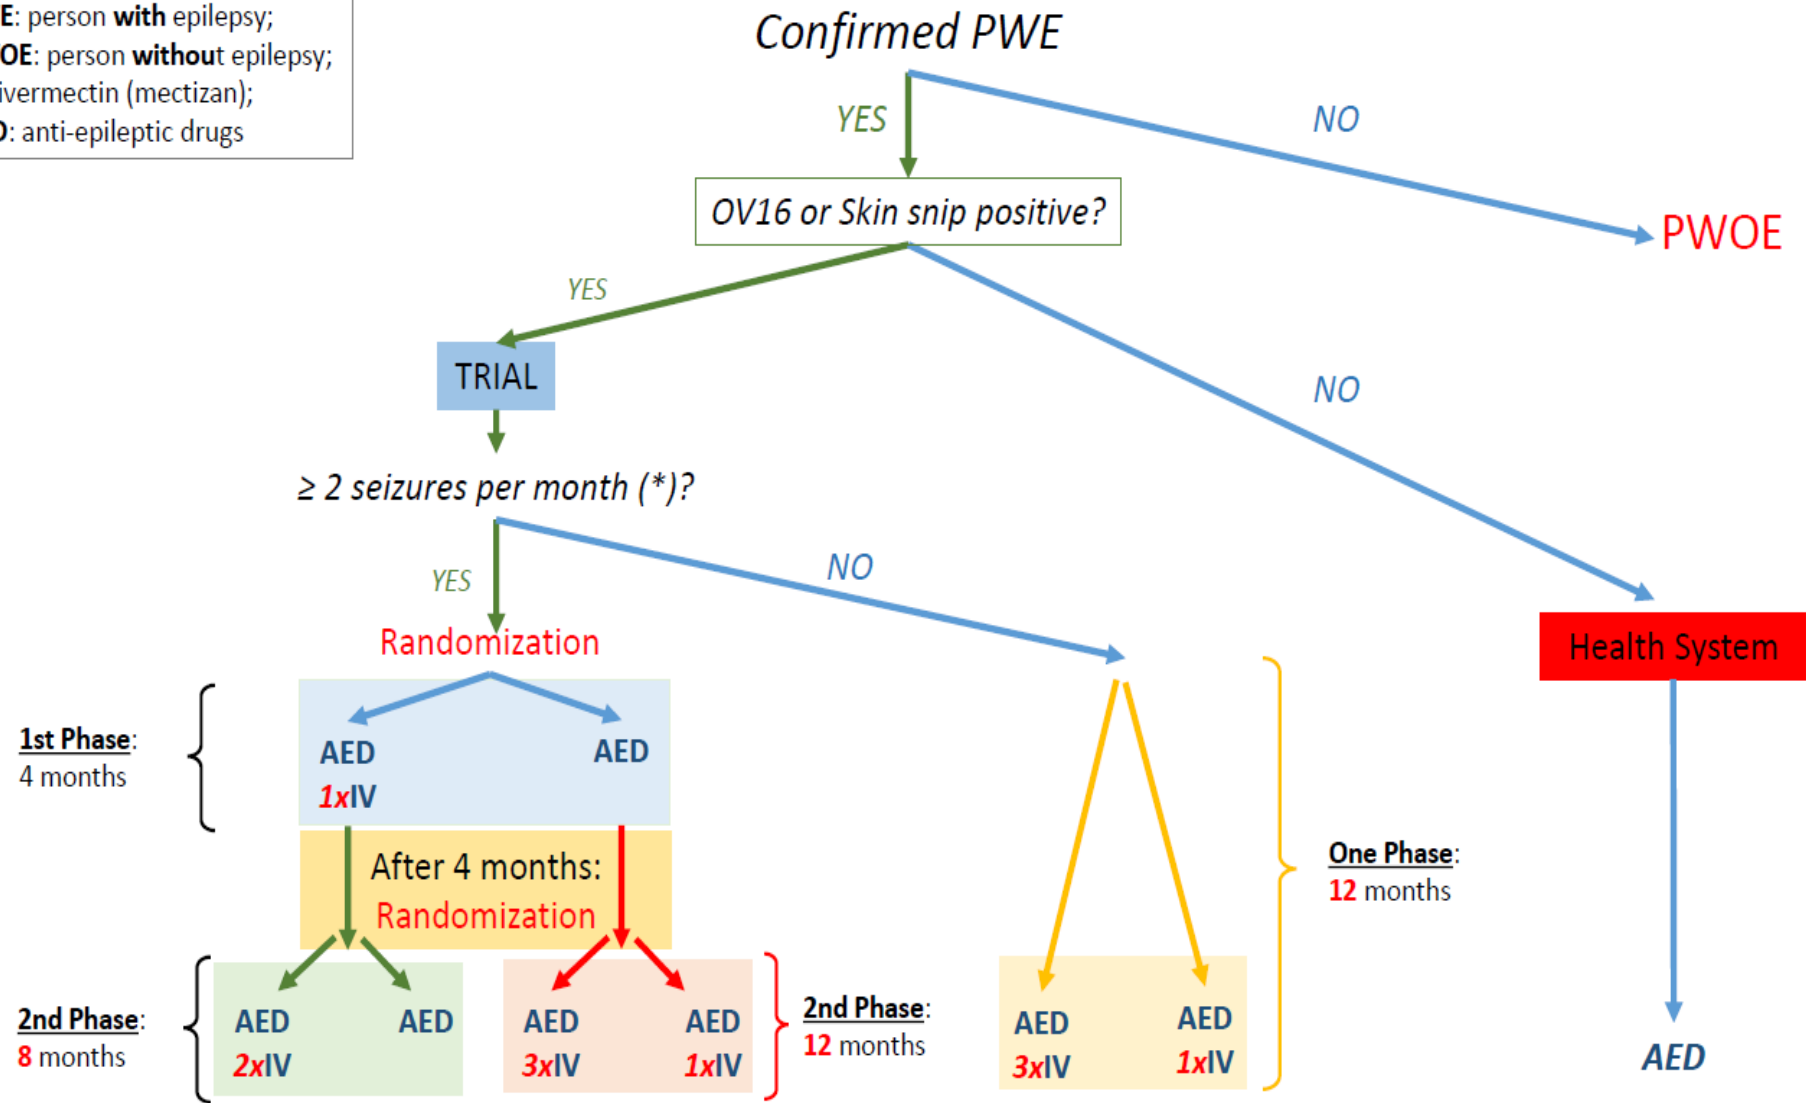 E: person with epilepsy;
OE: person without epilepsy;
ivermectin (mectizan);
D: anti-epileptic drugs
Confirmed PWE
YES
NO
OV16 or Skin snip positive?
PWOE
YES
TRIAL
NO
≥ 2 seizures per month (*)?
YES
NO
Randomization
Health System
1st Phase:
4 months
AED
1xIV
AED
After 4 months:
Randomization
One Phase:
12 months
2nd Phase:
8 months
AED
2xIV
AED
AED
3xIV
AED
1xIV
2nd Phase:
12 months
AED
3xIV
AED
1xIV
AED